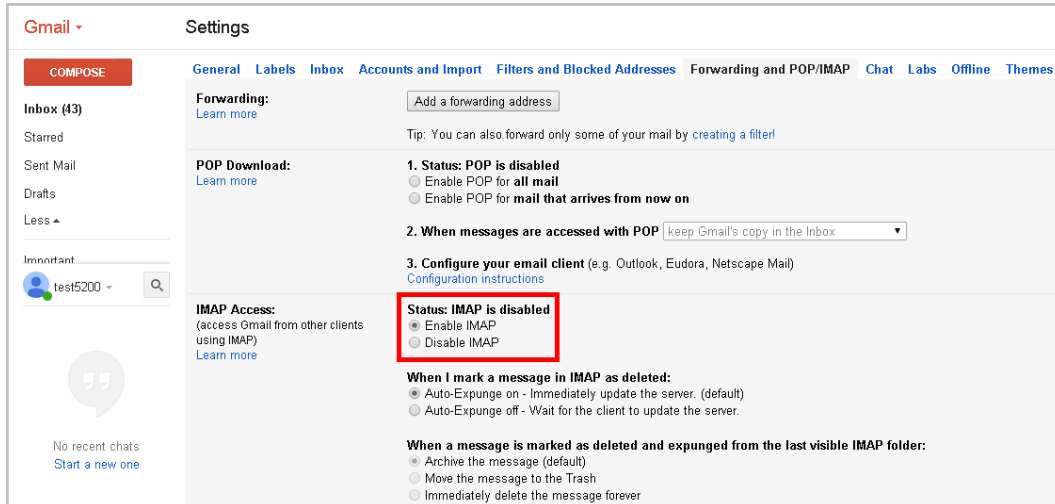 Gmail
Settings
COMPOSE
General Labels Inbox Accounts and Import Filters and Blocked Addresses Forwarding and POP/IMAP Chat Labs Offline Themes
Inbox (43)
Starred
Sent Mail
Drafts
Less
Important
test5200
No recent chats
Start a new one
Forwarding:
Learn more
Add a forwarding address
Tip: You can also forward only some of your mail by creating a filter!
POP Download:
Learn more
1. Status: POP is disabled
Enable POP for all mail
Enable POP for mail that arrives from now on
2. When messages are accessed with POP keep Gmail's copy in the Inbox
3. Configure your email client (e.g. Outlook, Eudora, Netscape Mail)
Configuration instructions
IMAP Access:
(access Gmail from other clients
using IMAP)
Learn more
Status: IMAP is disabled
Enable IMAP
Disable IMAP
When I mark a message in IMAP as deleted:
Auto-Expunge on - Immediately update the server. (default)
Auto-Expunge off - Wait for the client to update the server.
When a message is marked as deleted and expunged from the last visible IMAP folder:
Archive the message (default)
Move the message to the Trash
Immediately delete the message forever